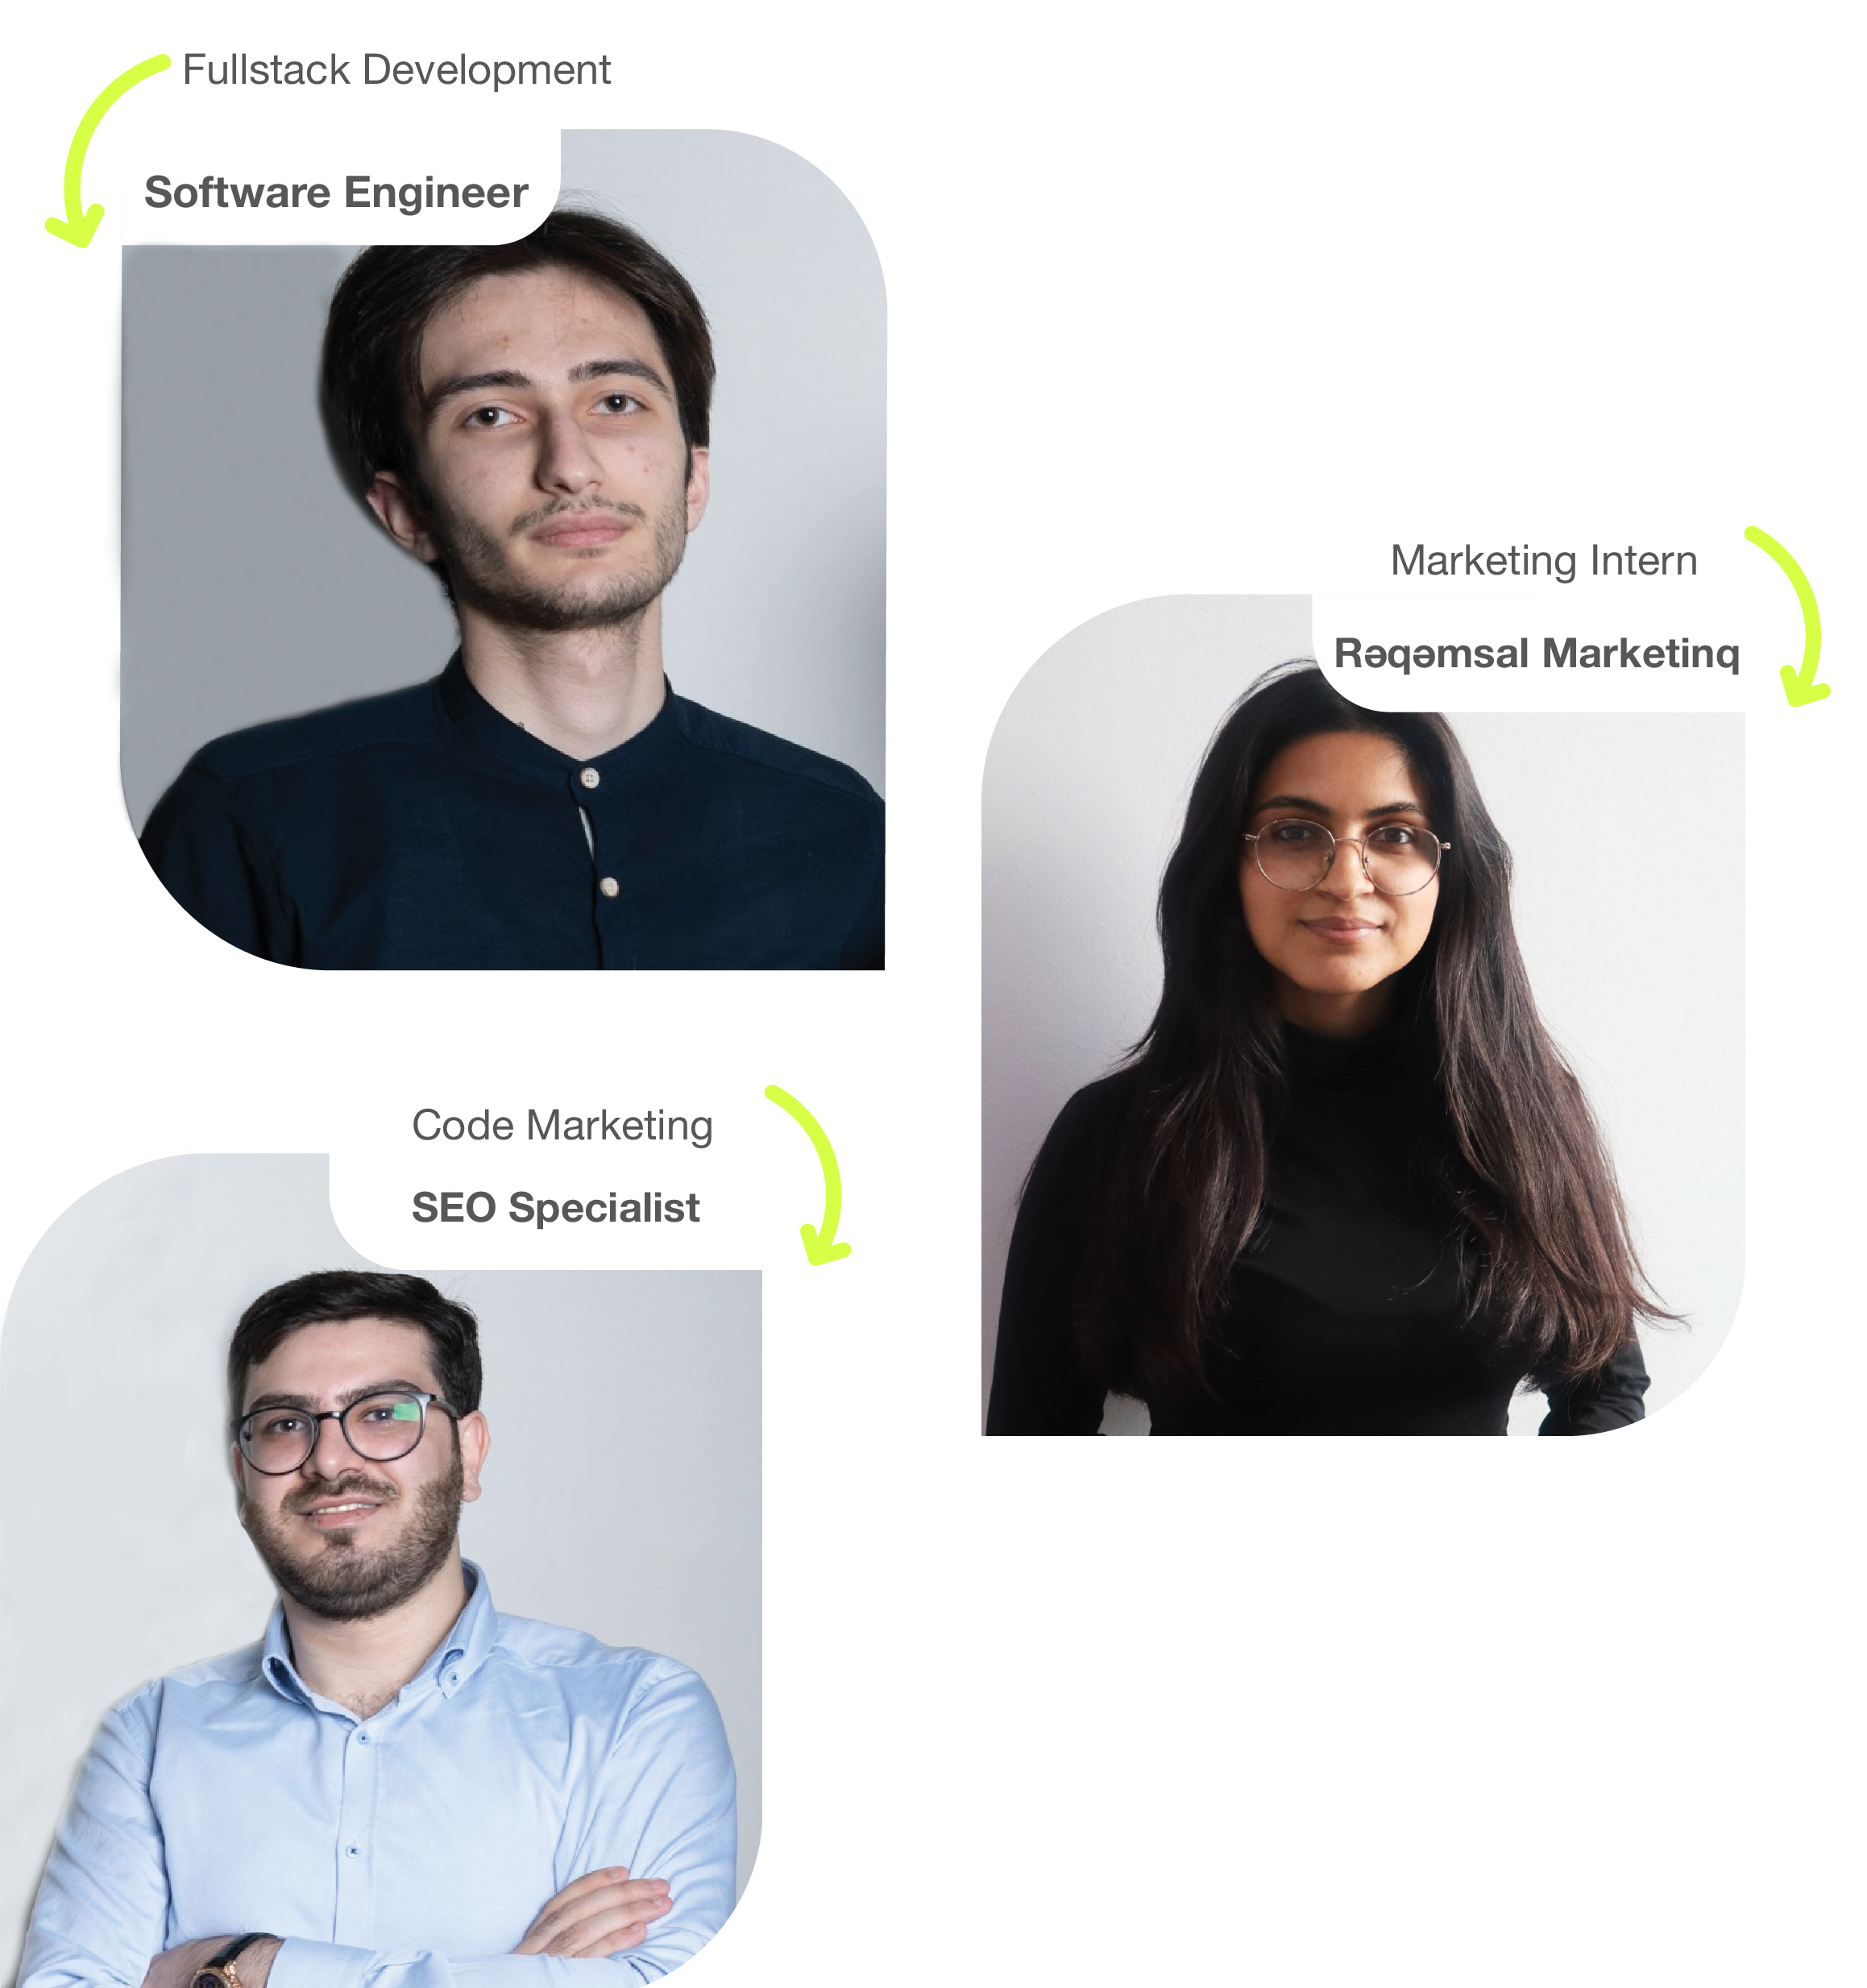 Fullstack Development
Software Engineer
Marketing Intern
Rəqəmsal Marketinq
Code Marketing
SEO Specialist